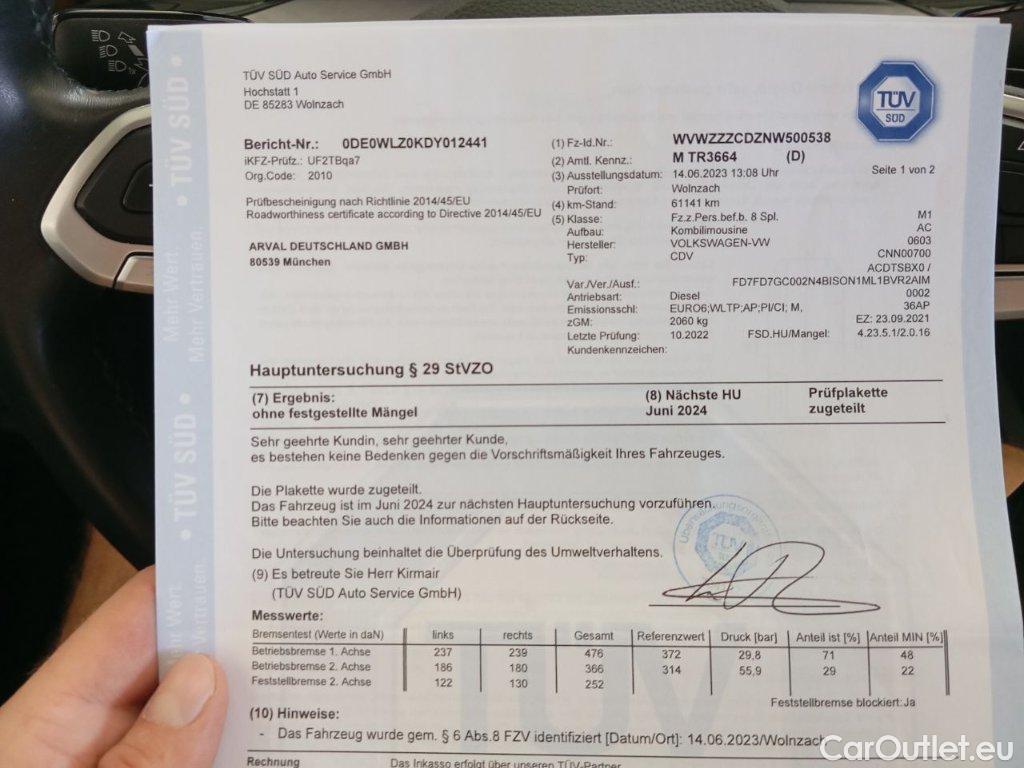 TÜV SÜD Auto Service GmbH
Hochstatt 1
DE 85283 Wolnzach
TÜV
SÜD
Bericht-Nr.: 0DE0WLZ0KDY012441
iKFZ-Prüfz.: UF2TBqa7
Org.Code: 2010
Prüfbescheinigung nach Richtlinie 2014/45/EU
Roadworthiness certificate according to Directive 2014/45/EU
ARVAL DEUTSCHLAND GMBH
80539 München
(1) Fz-Id.Nr.: WVWZZZCDZNW500538
(2) Amtl. Kennz.: M TR3664 (D)
(3) Ausstellungsdatum: 14.06.2023 13:08 Uhr
Seite 1 von 2
Prüfort: Wolnzach
(4) km-Stand: 61141 km
(5) Klasse: Fz.z.Pers.bef.b. 8 Spl. M1
Aufbau: Kombilimousine AC
Hersteller: VOLKSWAGEN-VW 0603
Typ: CDV CNN00700
ACDTSBX0 /
Var./Ver./Ausf.: FD7FD7GC002N4BISON1ML1BVR2AIM
Antriebsart: Diesel 0002
Emissionsschl: EURO6;WLTP;AP;PI/CI; M, 36AP
zGM: 2060 kg EZ: 23.09.2021
Letzte Prüfung: 10.2022 FSD.HU/Mangel: 4.23.5.1/2.0.16
Kundenkennzeichen:
Hauptuntersuchung § 29 StVZO
(7) Ergebnis: (8) Nächste HU Prüfplakette
ohne festgestellte Mängel Juni 2024 zugeteilt
Sehr geehrte Kundin, sehr geehrter Kunde,
es bestehen keine Bedenken gegen die Vorschriftsmäßigkeit Ihres Fahrzeuges.
Die Plakette wurde zugeteilt.
Das Fahrzeug ist im Juni 2024 zur nächsten Hauptuntersuchung vorzuführen.
Bitte beachten Sie auch die Informationen auf der Rückseite.
Die Untersuchung beinhaltet die Überprüfung des Umweltverhaltens.
(9) Es betreute Sie Herr Kirmair
(TÜV SÜD Auto Service GmbH)
TÜV
Messwerte:
Bremsentest (Werte in daN) links rechts Gesamt Referenzwert Druck [bar] Anteil ist [%] Anteil MIN [%]
Betriebsbremse 1. Achse 237 239 476 372 29,8 71 48
Betriebsbremse 2. Achse 186 180 366 314 55,9 29 22
Feststellbremse 2. Achse 122 130 252
Feststellbremse blockiert:Ja
(10) Hinweise:
- Das Fahrzeug wurde gem. § 6 Abs.8 FZV identifiziert [Datum/Ort]: 14.06.2023/Wolnzach
Rechnung Das Inkasso erfolgt über unseren TÜV-Partner
TÜV SÜD
Mehr Wert.
Mehr Vertrauen.
TÜV SÜD
Wert.
Vertrauen.
CarOutlet.eu